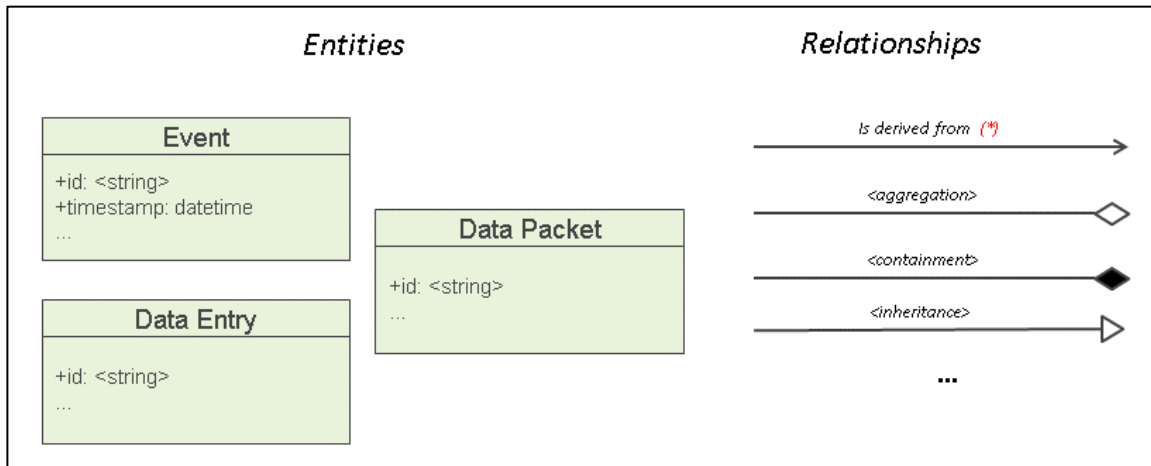 Entities
Event
+id: <string>
+timestamp: datetime
...
Data Entry
+id: <string>
...
Data Packet
+id: <string>
...
Relationships
Is derived from (*)
<aggregation>
<containment>
<inheritance>
...